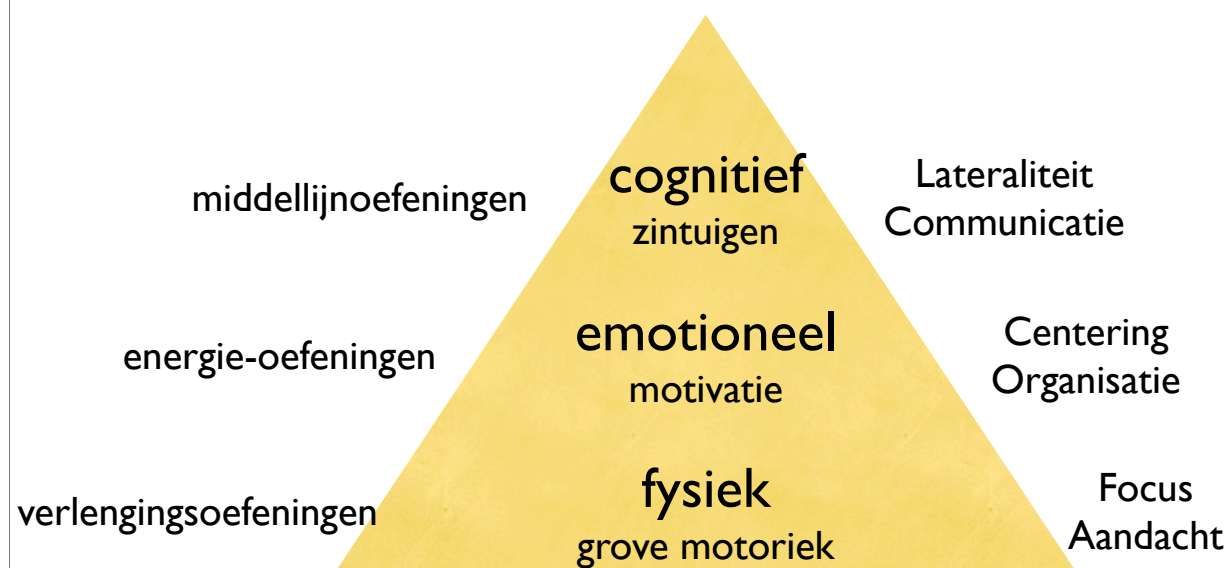 middellijnoefeningen
cognitief
zintuigen
Lateraliteit
Communicatie
energie-oefeningen
emotioneel
motivatie
Centering
Organisatie
verlengingsoefeningen
fysiek
grove motoriek
Focus
Aandacht